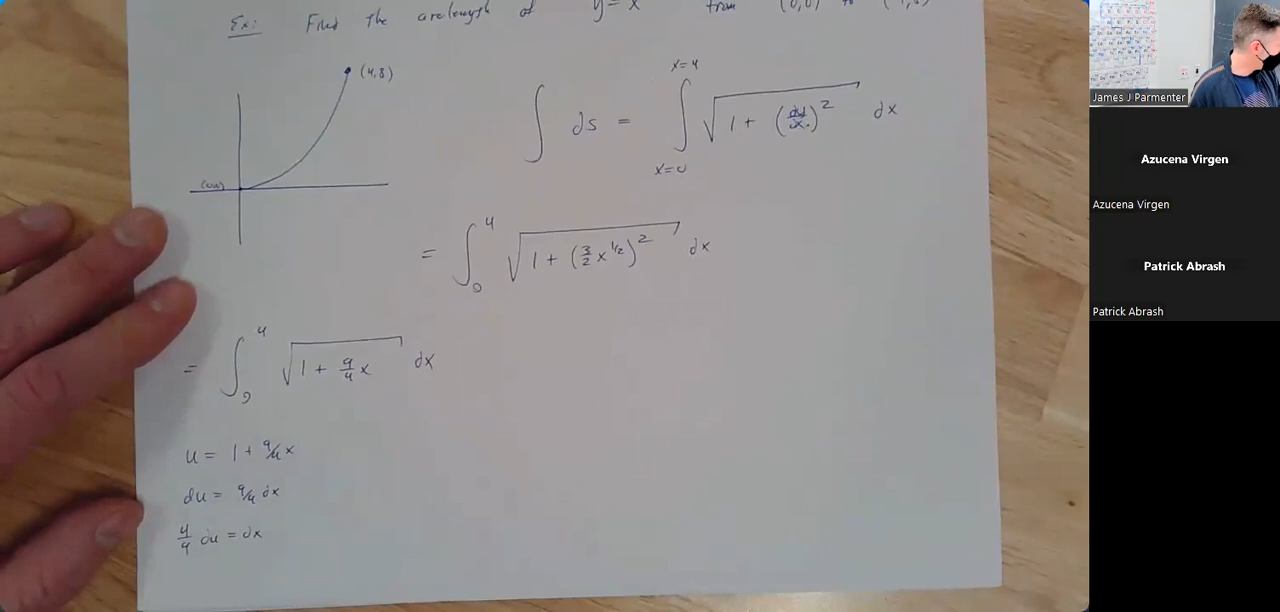 Ex: Find the arclength of y = x from (0,0) to
(4,8)
x=4
∫ ds = ∫ √(1 + (dy/dx)²) dx
x=0
= ∫₀⁴ √(1 + (3/2 x^(1/2))²) dx
= ∫₀⁴ √(1 + 9/4 x) dx
u = 1 + 9/4 x
du = 9/4 dx
4/9 du = dx
James J Parmenter
Azucena Virgen
Azucena Virgen
Patrick Abrash
Patrick Abrash